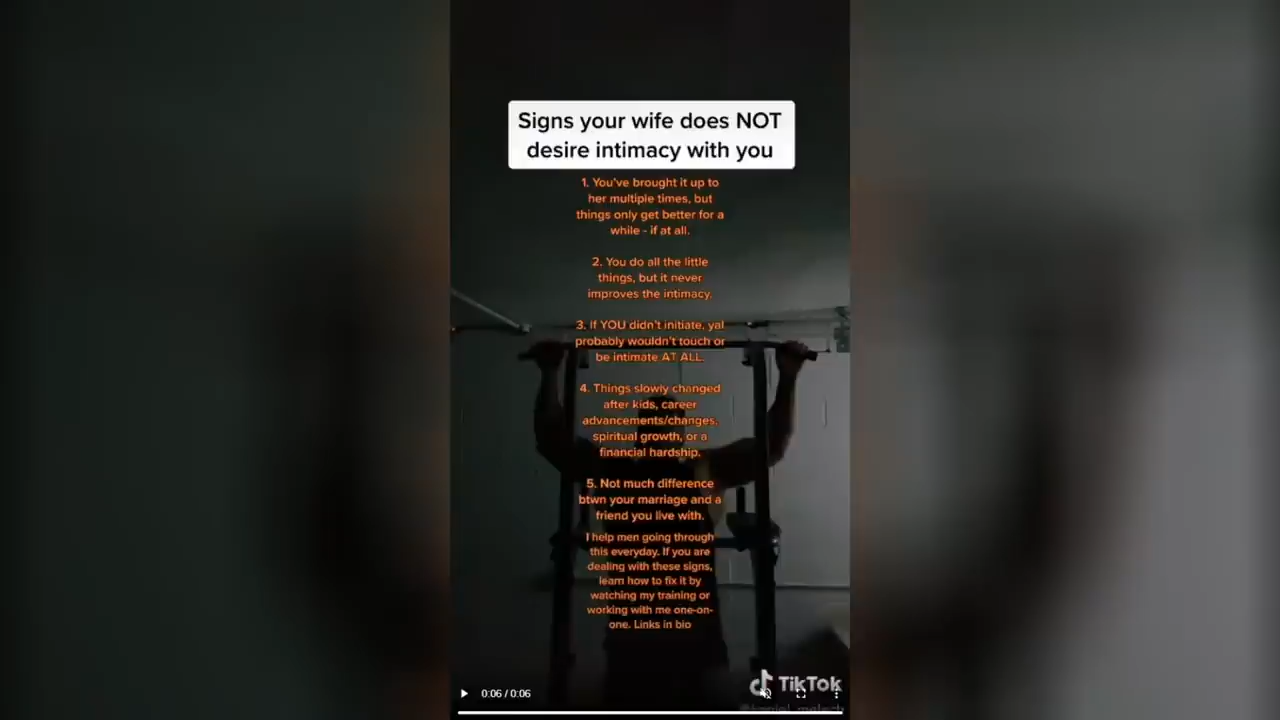 Signs your wife does NOT
desire intimacy with you
1. You've brought it up to
her multiple times, but
things only get better for a
while - if at all.
2. You do all the little
things, but it never
improves the intimacy.
3. If YOU didn't initiate, yal
probably wouldn't touch or
be intimate AT ALL.
4. Things slowly changed
after kids, career
advancements/changes,
spiritual growth, or a
financial hardship.
5. Not much difference
btwn your marriage and a
friend you live with.
I help men going through
this everyday. If you are
dealing with these signs,
learn how to fix it by
watching my training or
working with me one-on-
one. Links in bio
TikTok
0:06 / 0:06